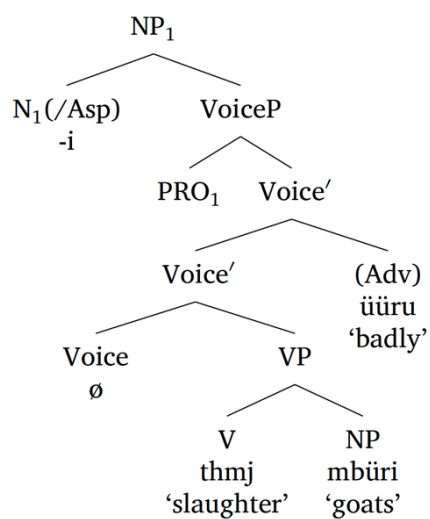 NP₁
N₁(/Asp) VoiceP
-i
PRO₁ Voice′
Voice′ (Adv)
üüru
‘badly’
Voice VP
ø
V NP
thmj mbüri
‘slaughter’ ‘goats’